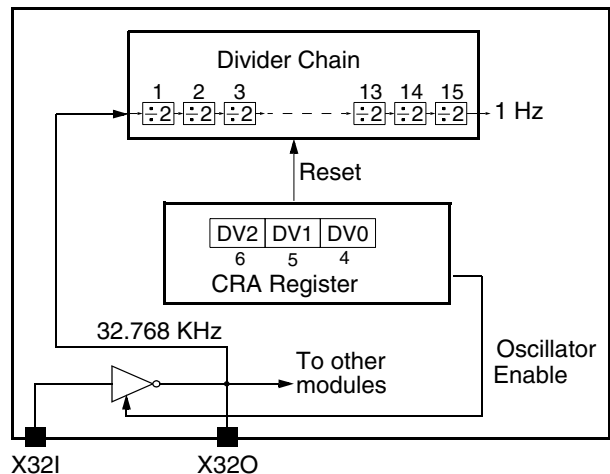 Divider Chain
1 2 3 13 14 15
÷2 ÷2 ÷2 ÷2 ÷2 ÷2 1 Hz
Reset
DV2 DV1 DV0
6 5 4
CRA Register
32.768 KHz
To other
modules
Oscillator
Enable
X32I X32O